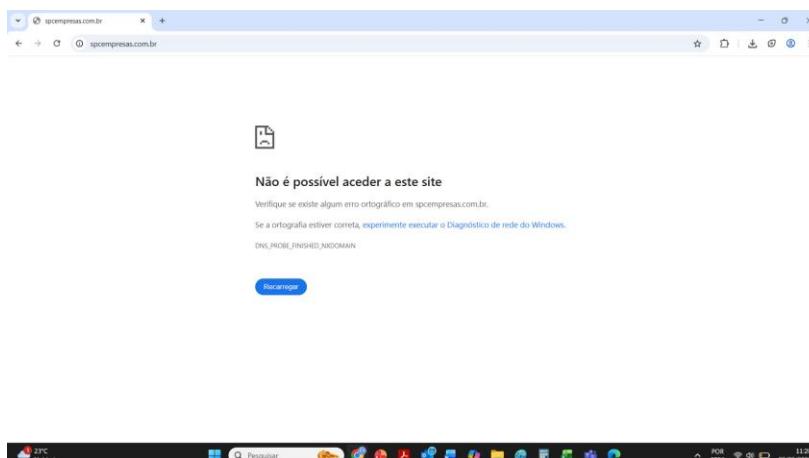 spcempresas.com.br
spcempresas.com.br
Não é possível aceder a este site
Verifique se existe algum erro ortográfico em spcempresas.com.br.
Se a ortografia estiver correta, experimente executar o Diagnóstico de rede do Windows.
DNS_PROBE_FINISHED_NXDOMAIN
Recarregar
23°C
Pesquisar
POR